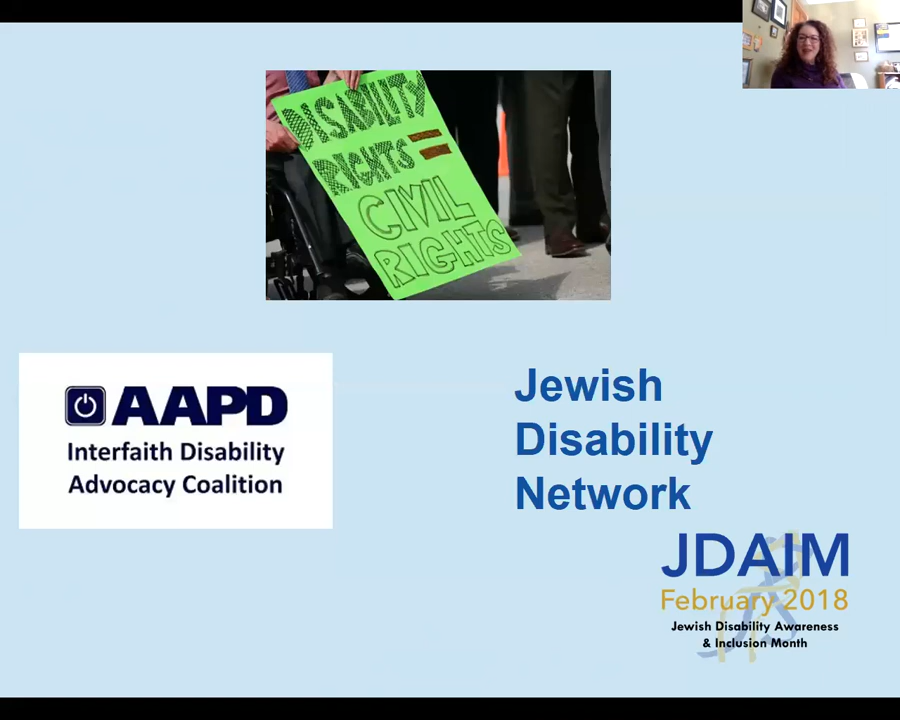 DISABILITY
RIGHTS =
CIVIL
RIGHTS
AAPD
Interfaith Disability
Advocacy Coalition
Jewish
Disability
Network
JDAIM
February 2018
Jewish Disability Awareness
& Inclusion Month